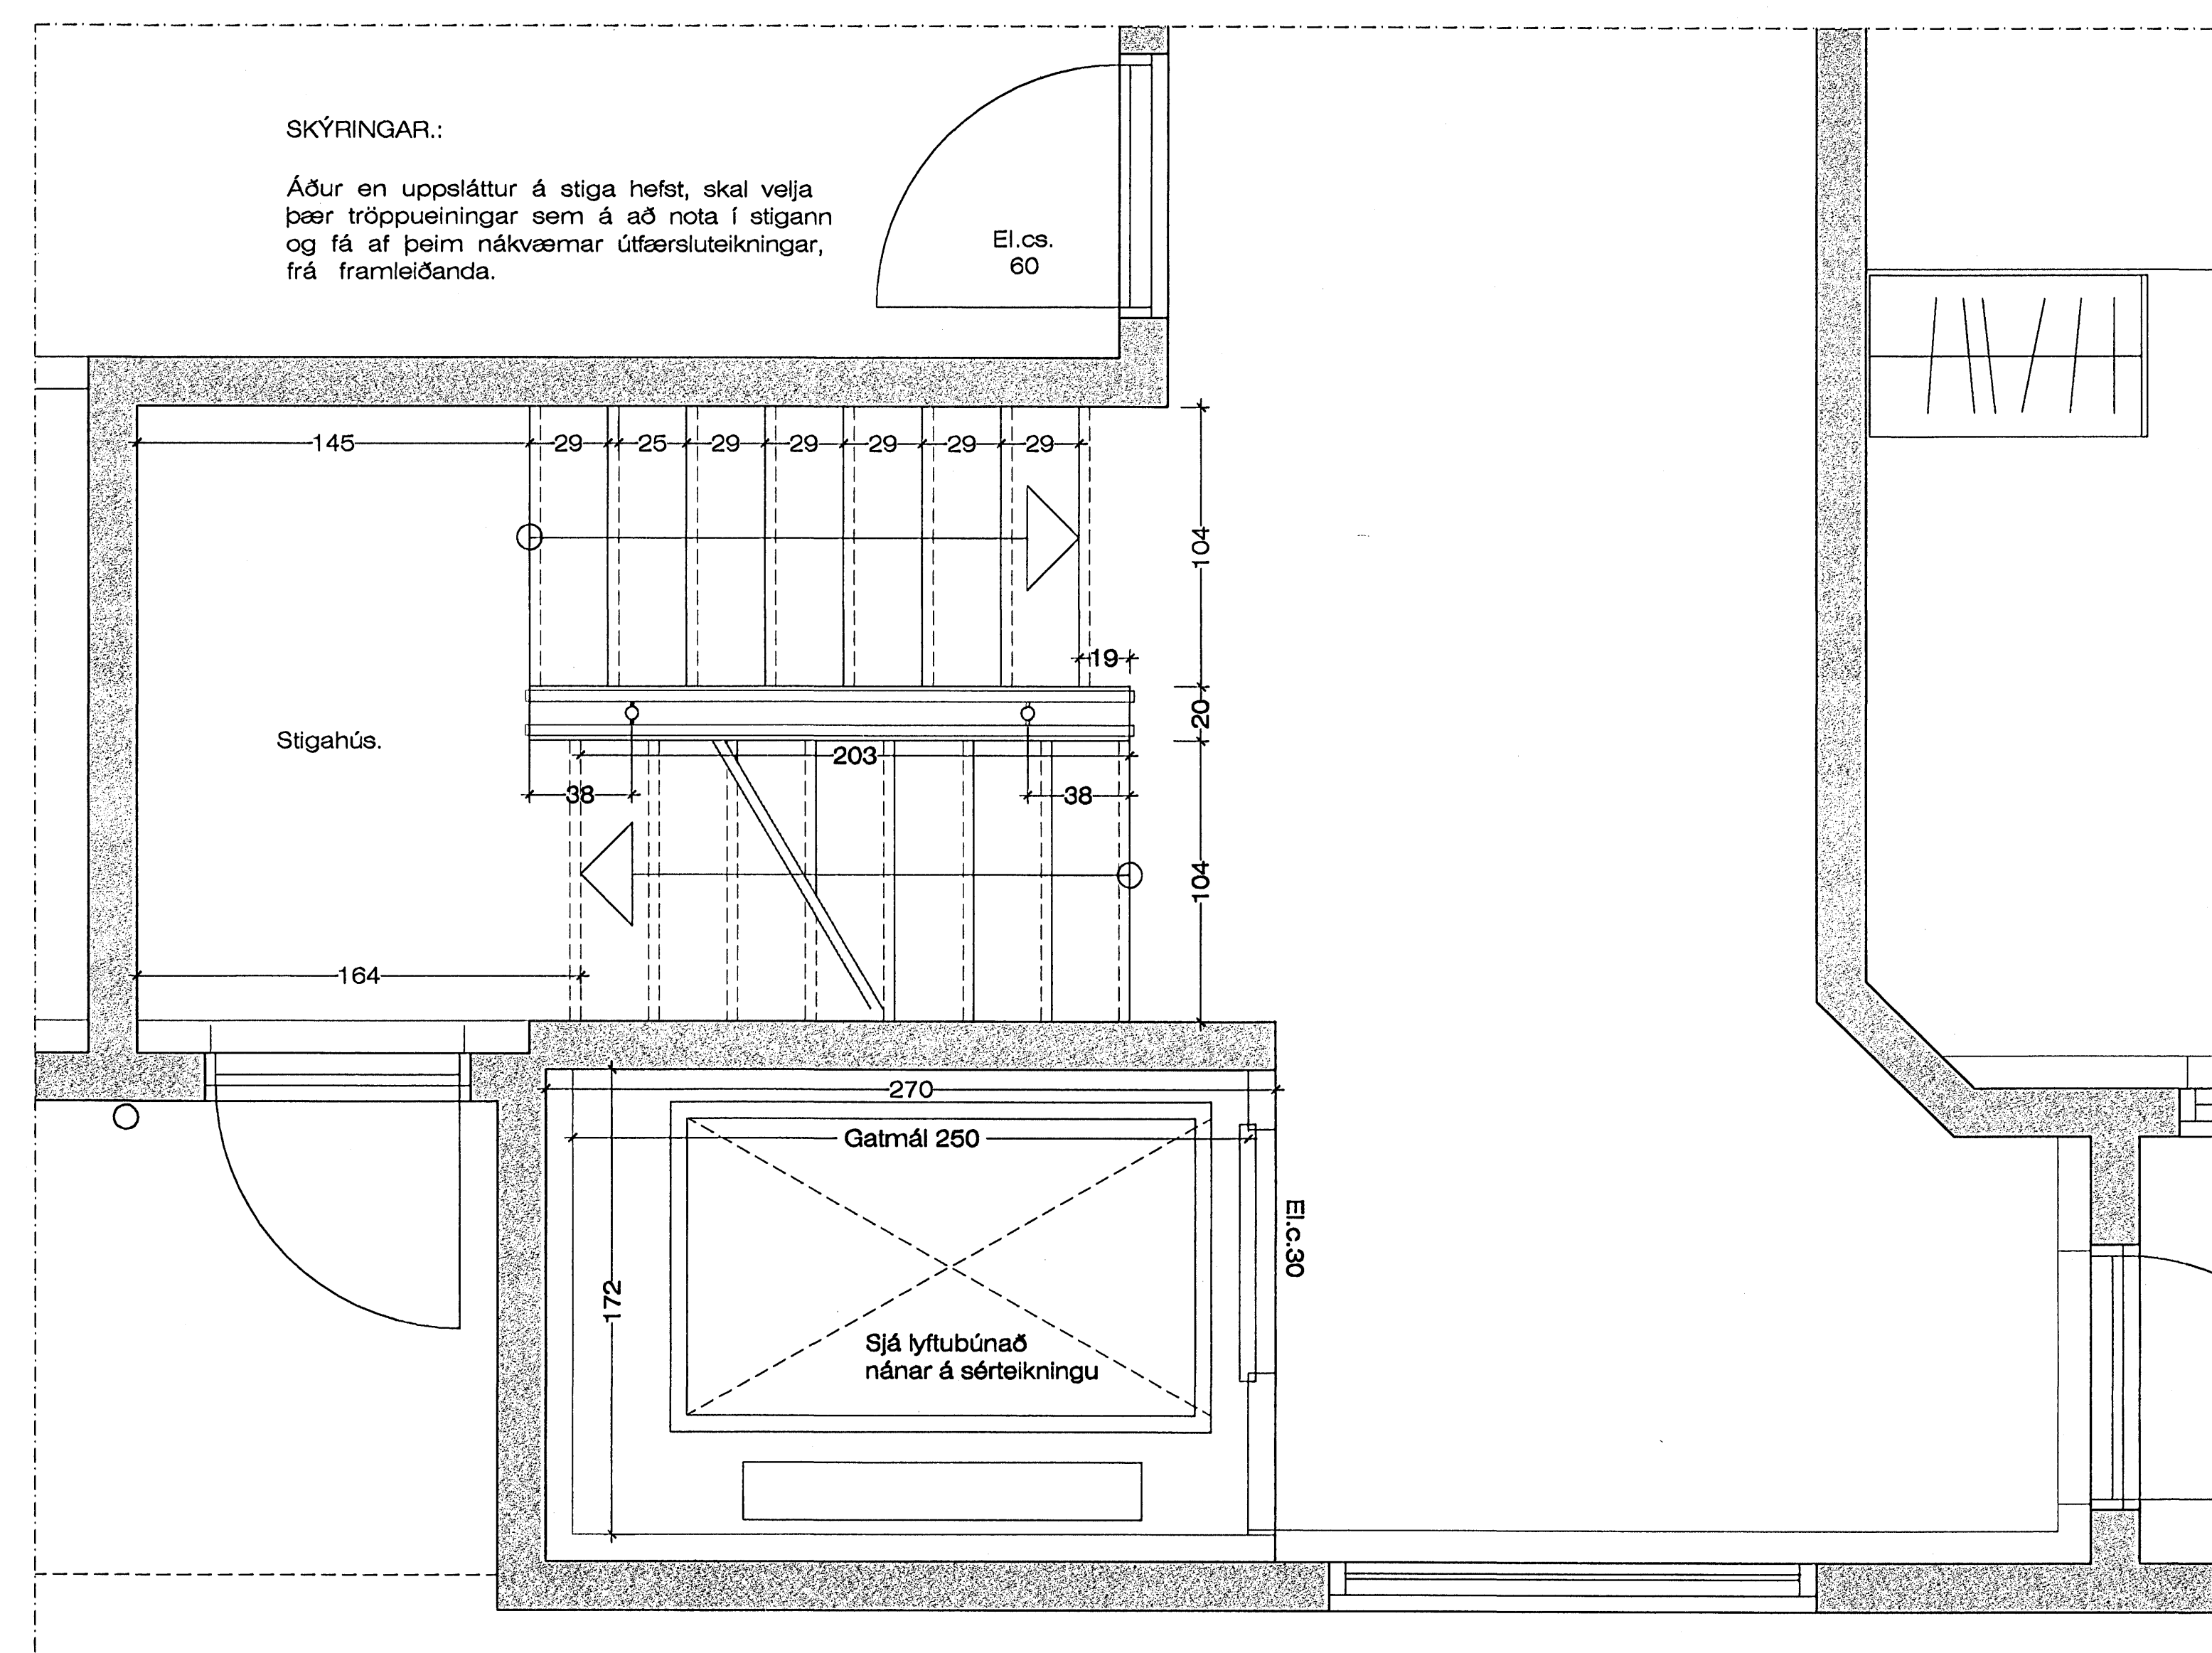 SKÝRINGAR.:
Áður en uppsláttur á stiga hefst, skal velja
þær tröppueiningar sem á að nota í stigann
og fá af þeim nákvæmar útfærsluteikningar,
frá framleiðanda.
El.cs.
60
145
29
25
29
29
29
29
29
104
19
20
Stigahús.
203
38
38
104
164
270
Gatmál 250
El.c.30
172
Sjá lyftubúnað
nánar á sérteikningu